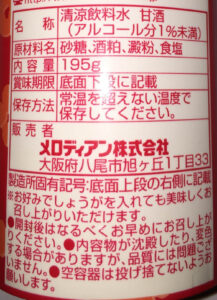 名称 清涼飲料水 甘酒
（アルコール分1%未満）
原材料名 砂糖、酒粕、澱粉、食塩
内容量 195g
賞味期限 底面下段に記載
保存方法 常温を超えない温度で
保存してください。
販売者
メロディアン株式会社
大阪府八尾市旭ヶ丘1丁目33
製造所固有記号:底面上段の右側に記載
※お好みでしょうがを入れても美味しくお
召し上がりいただけます。
●開封後はなるべくお早めにお召し上が
りください。●内容物が沈殿したり、変色
する場合がありますが、品質には問題ござ
いません。●空容器は投げ捨てないようお
願いします。